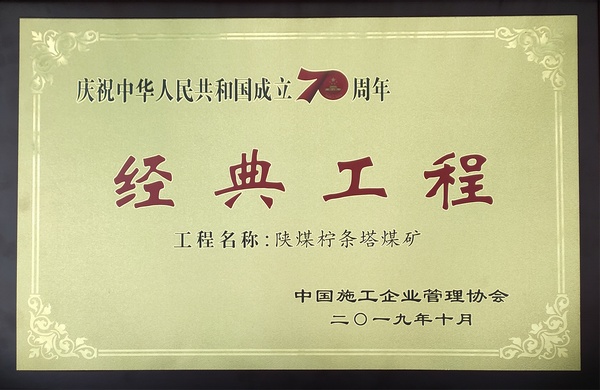 庆祝中华人民共和国成立70周年
经典工程
工程名称:陕煤柠条塔煤矿
中国施工企业管理协会
二〇一九年十月